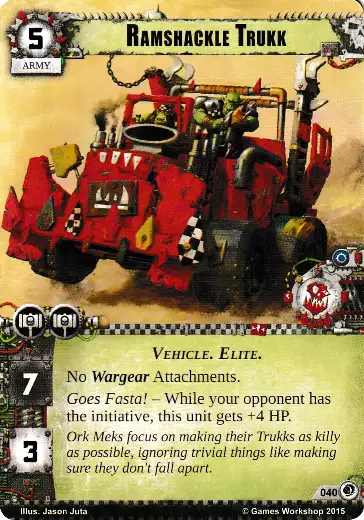 5
RAMSHACKLE TRUKK
ARMY
VEHICLE. ELITE.
7
No Wargear Attachments.
Goes Fasta! – While your opponent has
the initiative, this unit gets +4 HP.
3
Ork Meks focus on making their Trukks as killy
as possible, ignoring trivial things like making
sure they don't fall apart.
040
Illus. Jason Juta
© Games Workshop 2015